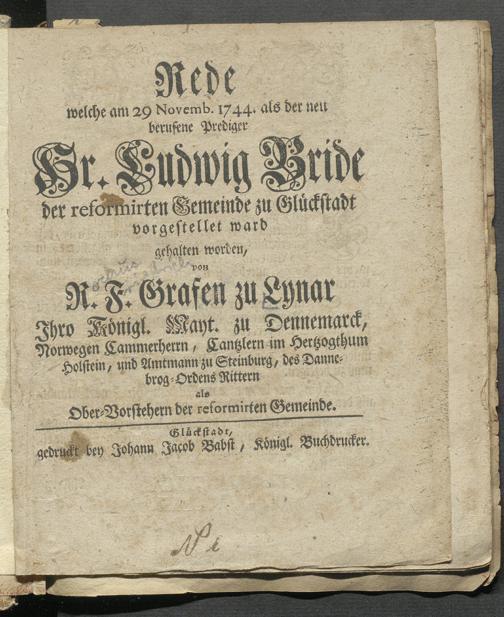 Rede
welche am 29 Novemb. 1744. als der neu
berufene Prediger
Hr. Ludwig Bride
der reformirten Gemeinde zu Glückstadt
vorgestellet ward
gehalten worden,
von
R. F. Grafen zu Lynar
Ihro Königl. Mayt. zu Dennemarck,
Norwegen Cammerherrn, Cantzlern im Hertzogthum
Holstein, und Amtmann zu Steinburg, des Danne-
brog-Ordens Rittern
als
Ober-Vorstehern der reformirten Gemeinde.
Glückstadt,
gedruckt bey Johann Jacob Babst, Königl. Buchdrucker.